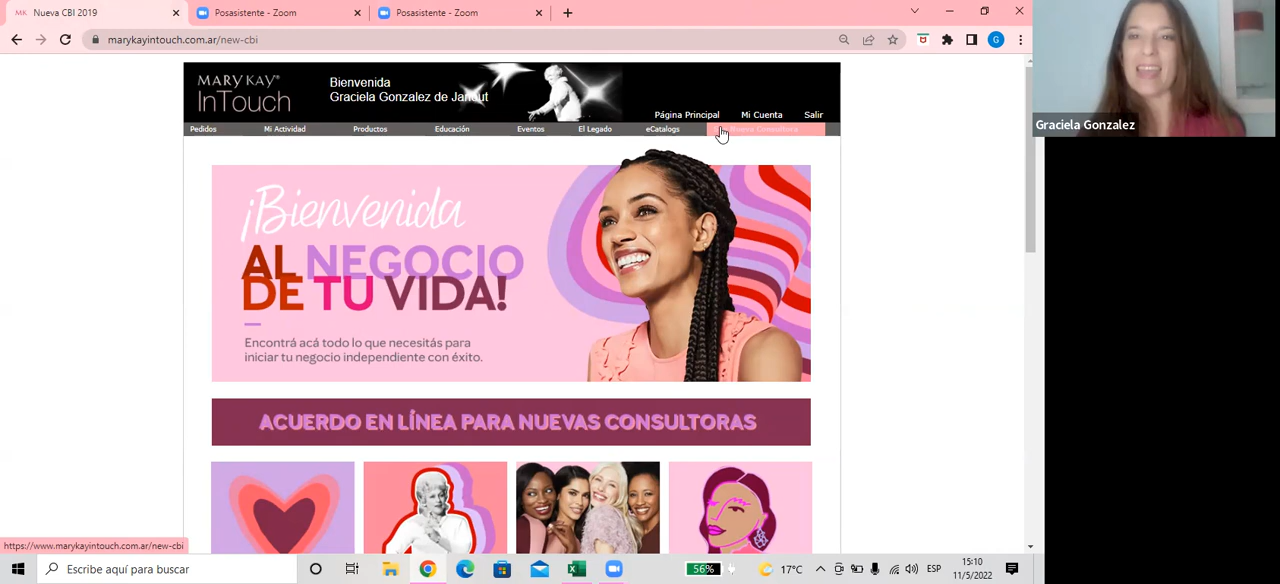 Nueva CBI 2019
Posasistente - Zoom
Posasistente - Zoom
marykayintouch.com.ar/new-cbi
G
MARY KAY®
InTouch
Bienvenida
Graciela Gonzalez de Janout
Página Principal
Mi Cuenta
Salir
Pedidos
Mi Actividad
Productos
Educación
Eventos
El Legado
eCatalogs
Nueva Consultora
¡Bienvenida
AL NEGOCIO
DE TU VIDA!
Encontrá acá todo lo que necesitás para
iniciar tu negocio independiente con éxito.
ACUERDO EN LÍNEA PARA NUEVAS CONSULTORAS
https://www.marykayintouch.com.ar/new-cbi
Escribe aquí para buscar
56%
17°C
ESP
15:10
11/5/2022
Graciela Gonzalez